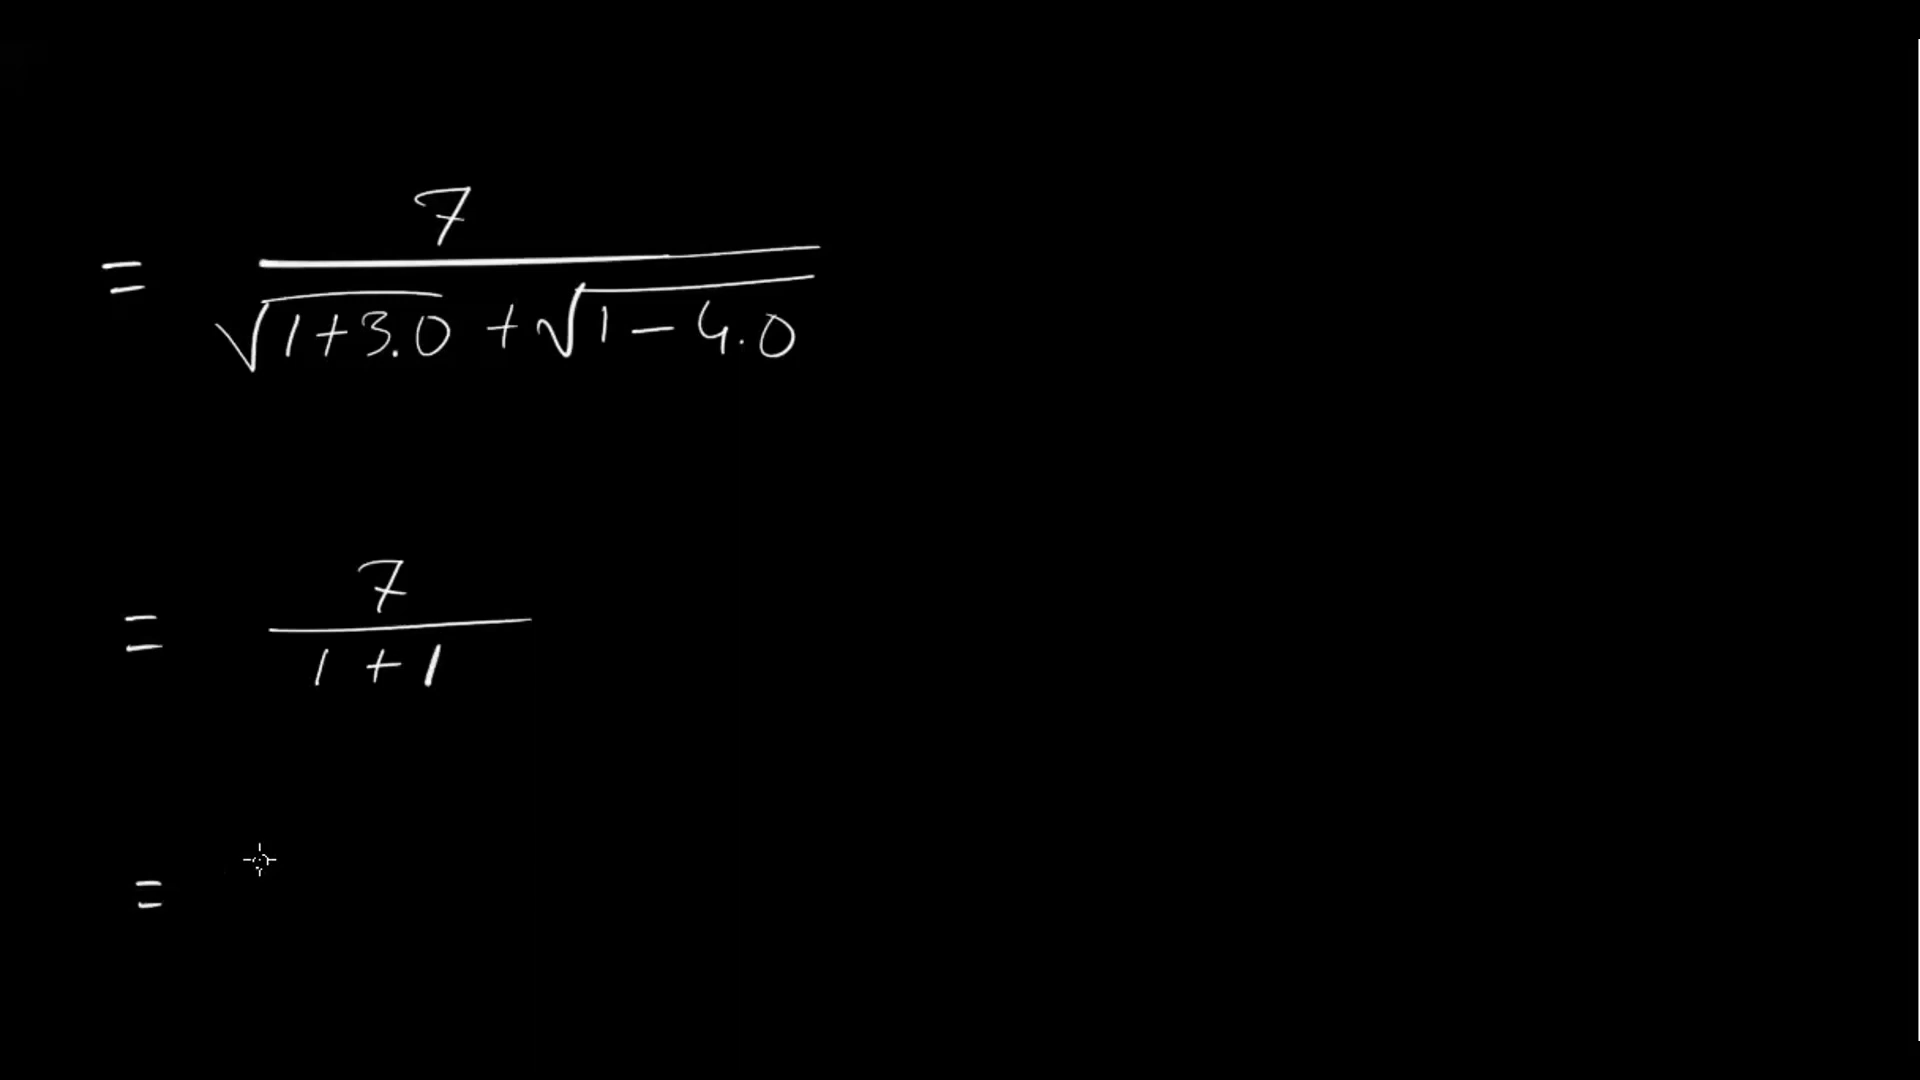 = 7 / (√(1+3.0) + √(1-4.0))
= 7 / (1+1)
=